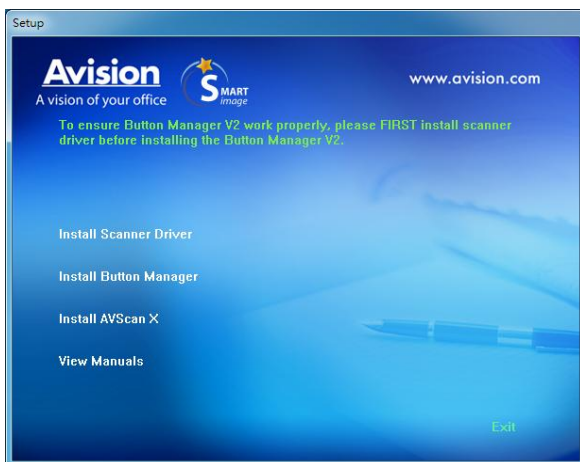 Setup
Avision
A vision of your office
SMART
Image
www.avision.com
To ensure Button Manager V2 work properly, please FIRST install scanner
driver before installing the Button Manager V2.
Install Scanner Driver
Install Button Manager
Install AVScan X
View Manuals
Exit